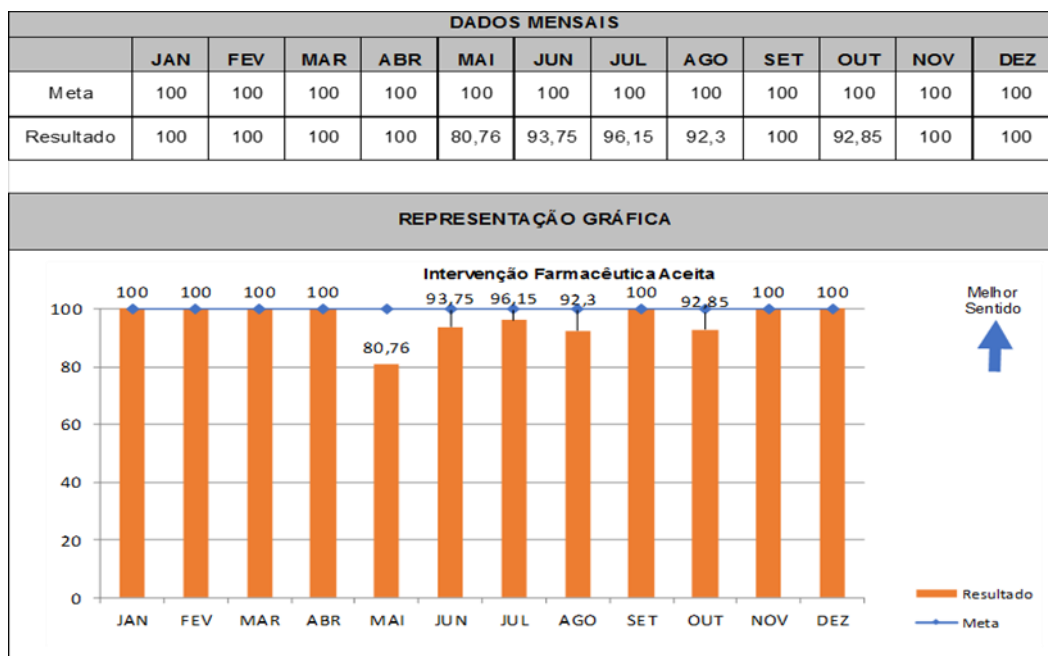 DADOS MENSAIS
JAN FEV MAR ABR MAI JUN JUL AGO SET OUT NOV DEZ
Meta 100 100 100 100 100 100 100 100 100 100 100 100
Resultado 100 100 100 100 80,76 93,75 96,15 92,3 100 92,85 100 100
REPRESENTAÇÃO GRÁFICA
Intervenção Farmacêutica Aceita
100 100 100 100 80,76 93,75 96,15 92,3 100 92,85 100 100
Melhor
Sentido
100
80
60
40
20
0
JAN FEV MAR ABR MAI JUN JUL AGO SET OUT NOV DEZ
Resultado
Meta